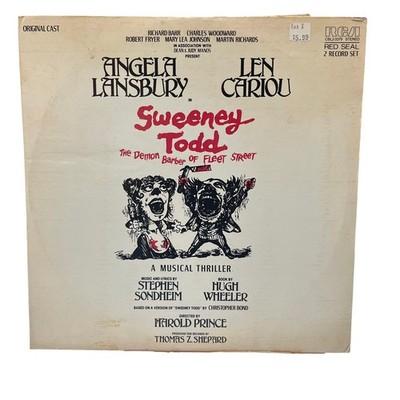 ORIGINAL CAST
RICHARD BARR CHARLES WOODWARD
ROBERT FRYER MARY LEA JOHNSON MARTIN RICHARDS
IN ASSOCIATION WITH
DEAN & JUDY MANOS
PRESENT
$5.99
RCA
CBL2-3379 STEREO
RED SEAL
2 RECORD SET
ANGELA LEN
LANSBURY CARIOU
in
Sweeney
Todd
The Demon Barber of Fleet Street
A MUSICAL THRILLER
MUSIC AND LYRICS BY BOOK BY
STEPHEN HUGH
SONDHEIM WHEELER
BASED ON A VERSION OF "SWEENEY TODD" BY CHRISTOPHER BOND
DIRECTED BY
HAROLD PRINCE
PRODUCED FOR RECORDS BY
THOMAS Z. SHEPARD